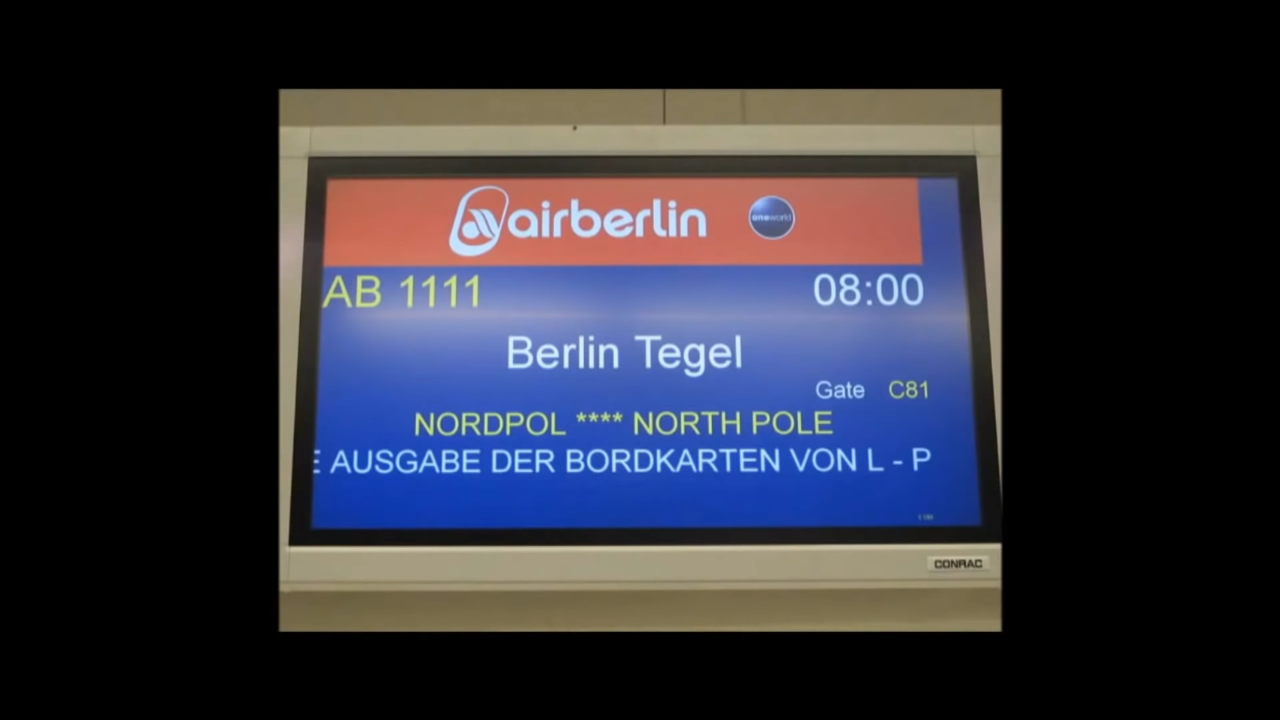 airberlin
oneworld
AB 1111 08:00
Berlin Tegel
Gate C81
NORDPOL **** NORTH POLE
E AUSGABE DER BORDKARTEN VON L - P
CONRAC